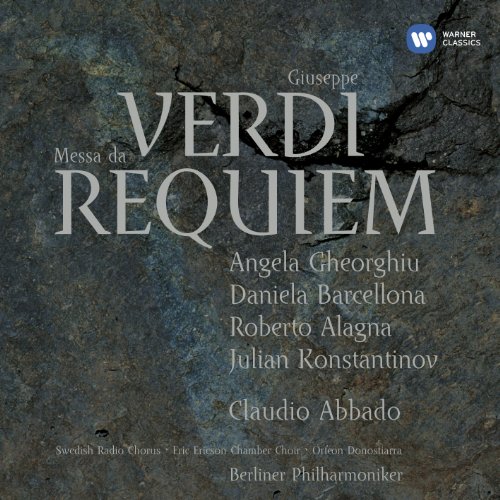 WARNER
CLASSICS
Giuseppe
VERDI
Messa da
REQUIEM
Angela Gheorghiu
Daniela Barcellona
Roberto Alagna
Julian Konstantinov
Claudio Abbado
Swedish Radio Chorus · Eric Ericson Chamber Choir · Orfeon Donostiarra
Berliner Philharmoniker